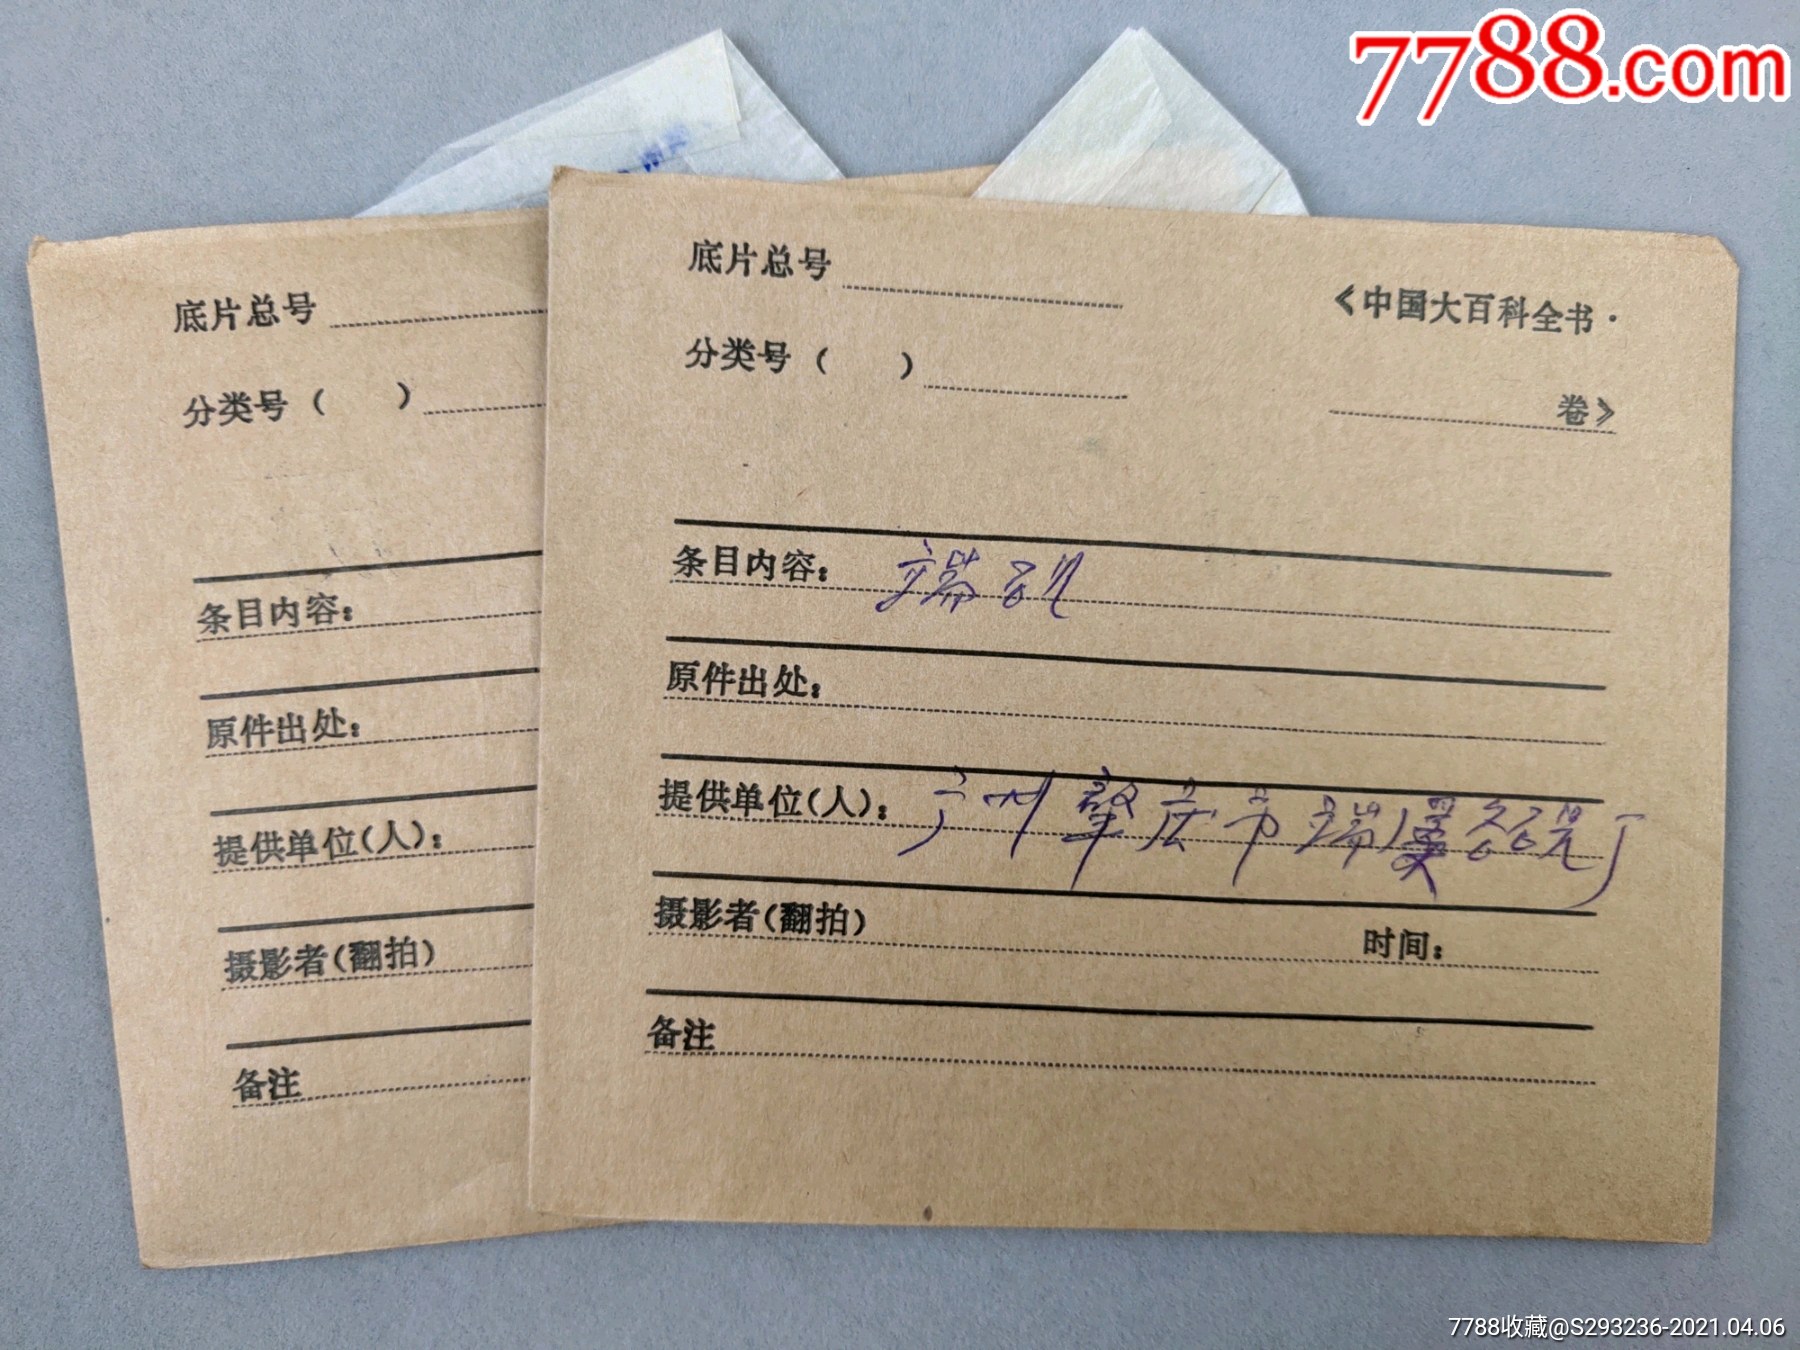 7788.com
底片总号
分类号（ ）
条目内容：
原件出处：
提供单位(人)：
摄影者(翻拍)
备注
底片总号
《中国大百科全书·
分类号（ ）
卷》
条目内容： 端砚
原件出处：
提供单位(人)： 广州肇庆市端溪名砚厂
摄影者(翻拍) 时间：
备注
7788收藏@S293236-2021.04.06